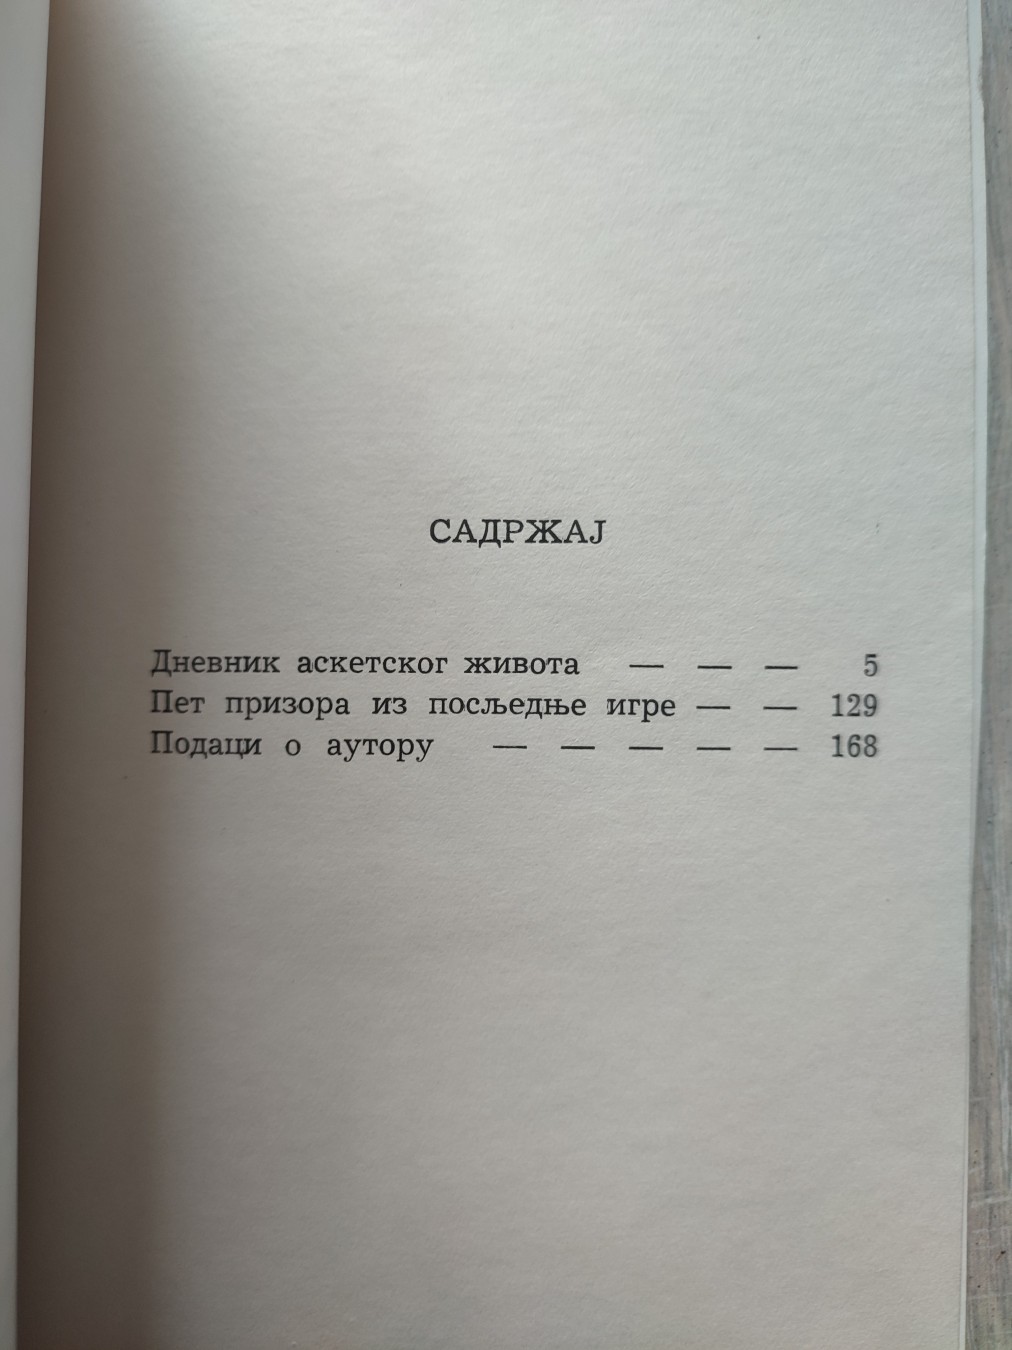 САДРЖАЈ
Дневник аскетског живота — — — 5
Пет призора из посљедње игре — — 129
Подаци о аутору — — — — — 168